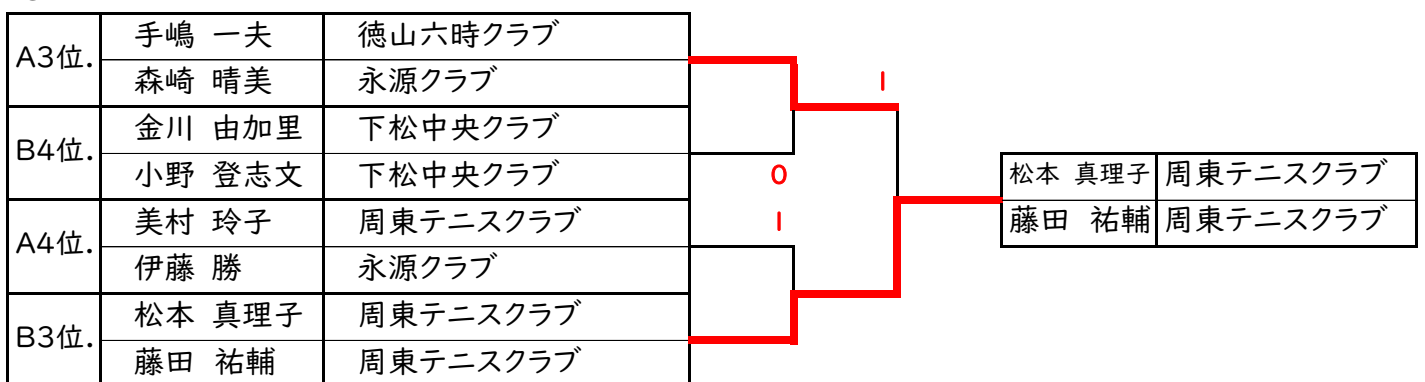 A3位. 手嶋 一夫 徳山六時クラブ
森崎 晴美 永源クラブ
1
B4位. 金川 由加里 下松中央クラブ
小野 登志文 下松中央クラブ
0
松本 真理子 周東テニスクラブ
A4位. 美村 玲子 周東テニスクラブ
1
藤田 祐輔 周東テニスクラブ
伊藤 勝 永源クラブ
B3位. 松本 真理子 周東テニスクラブ
藤田 祐輔 周東テニスクラブ